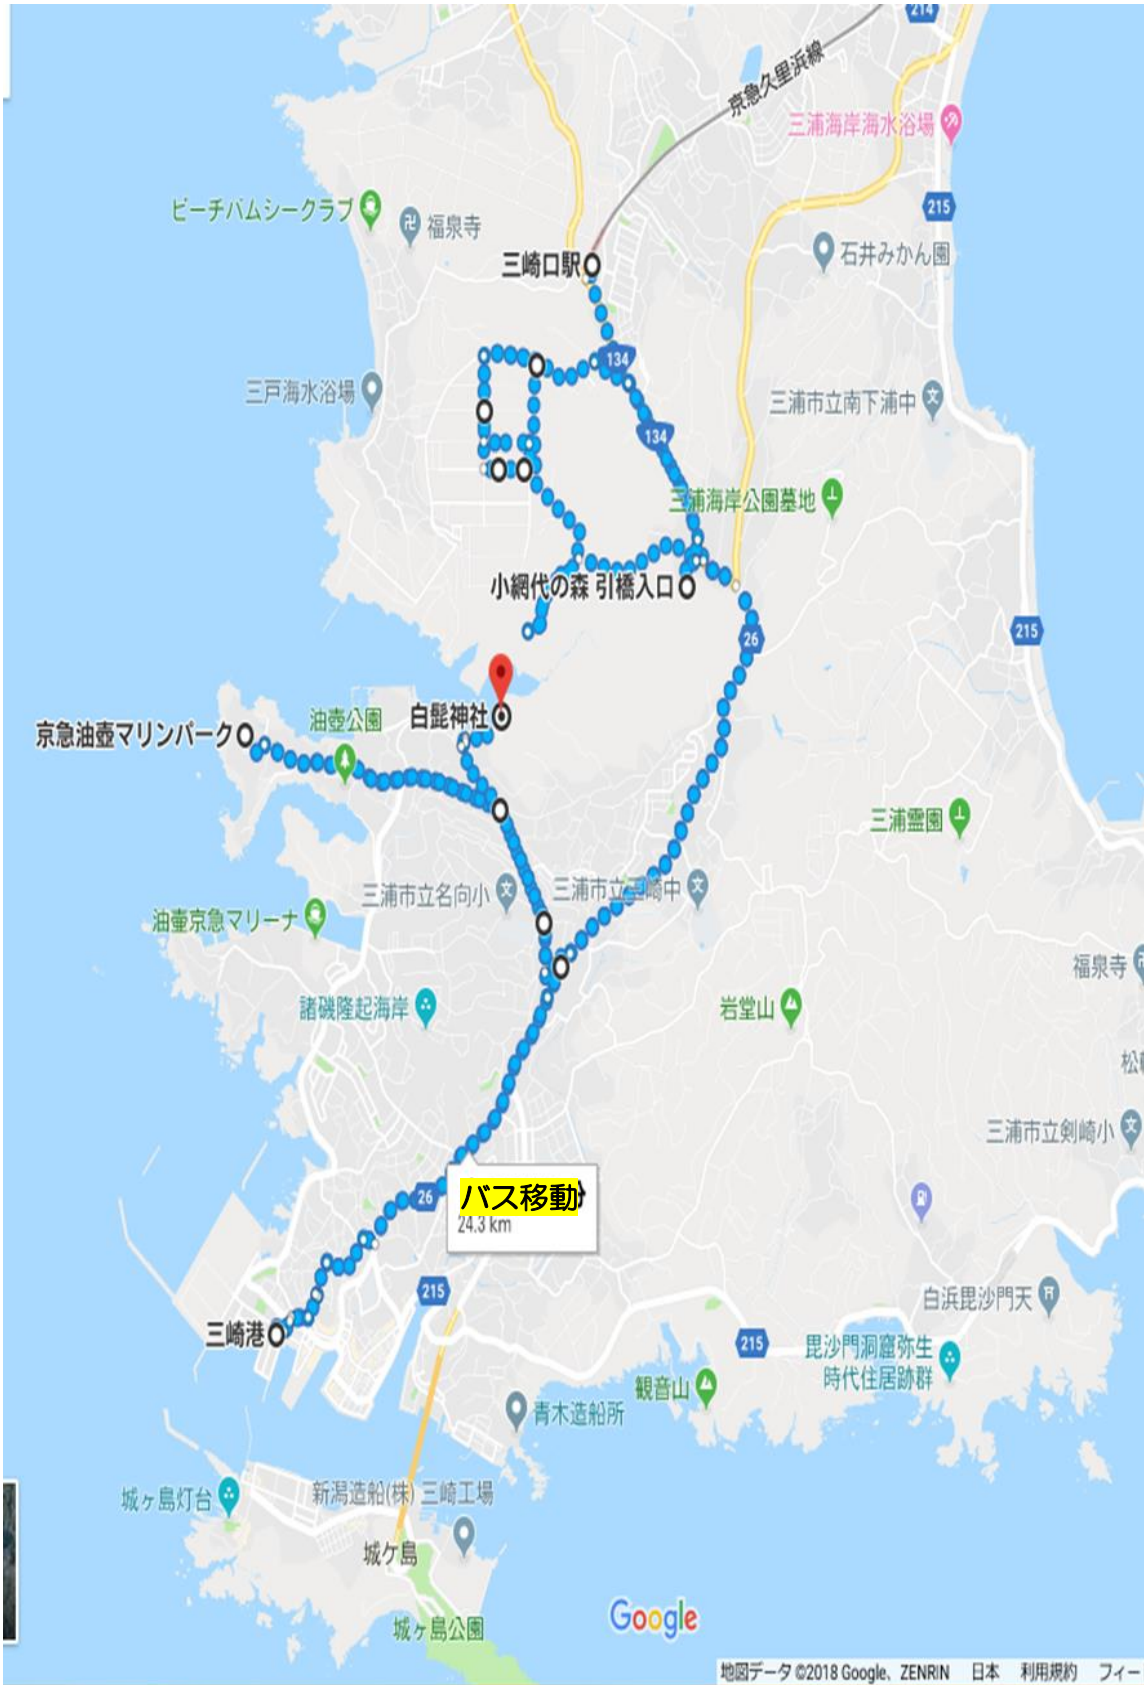 214
京急久里浜線
三浦海岸海水浴場
ビーチバムシークラブ
福泉寺
215
石井みかん園
三崎口駅
134
三戸海水浴場
三浦市立南下浦中
134
三浦海岸公園墓地
小網代の森 引橋入口
26
215
白髭神社
油壺公園
京急油壺マリンパーク
三浦霊園
三浦市立名向小
三浦市立三崎中
油壷京急マリーナ
福泉寺
諸磯隆起海岸
岩堂山
三浦市立剣崎小
26
バス移動
24.3 km
215
白浜毘沙門天
三崎港
215
毘沙門洞窟弥生
時代住居跡群
観音山
青木造船所
城ヶ島灯台
新潟造船(株) 三崎工場
城ケ島
Google
城ヶ島公園
地図データ ©2018 Google、ZENRIN 日本 利用規約 フィー